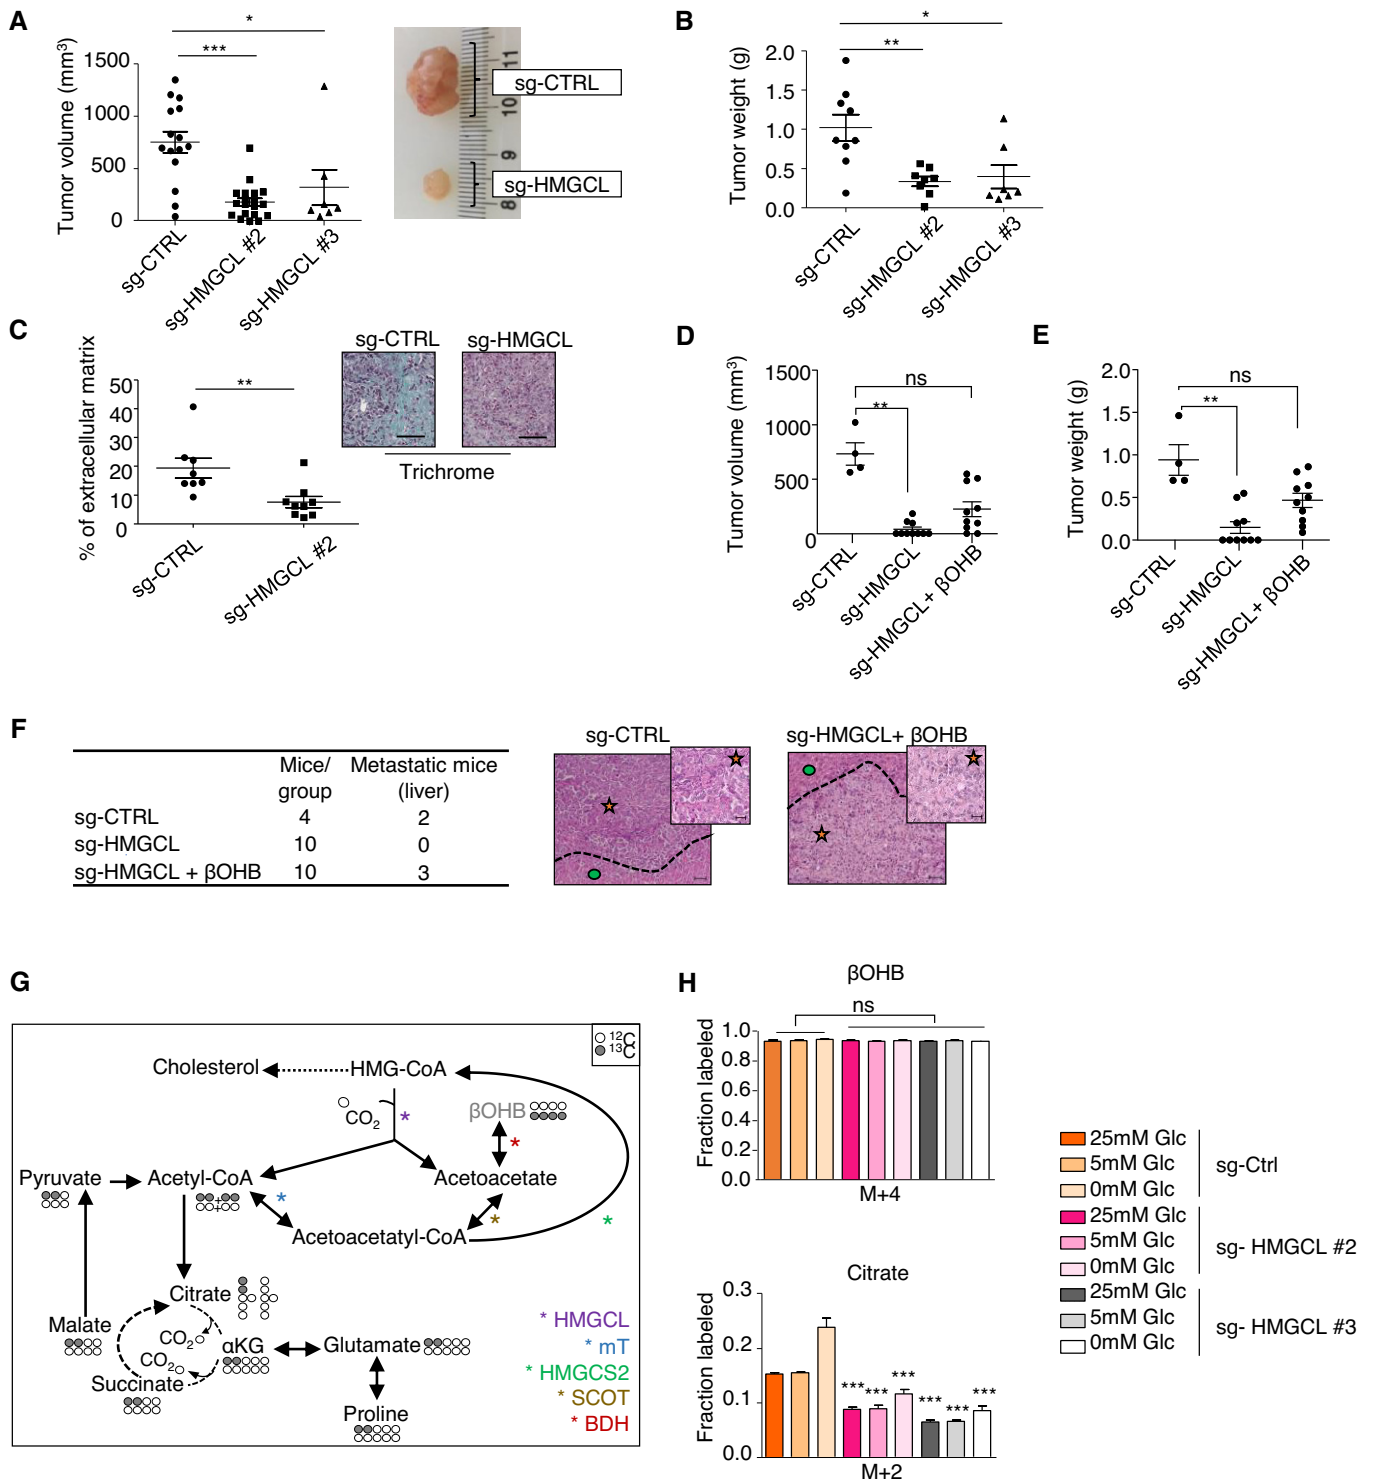 A
Tumor volume (mm³)
1500
1000
500
0
*
***
sg-CTRL
sg-HMGCL #2
sg-HMGCL #3
11
10
9
8
sg-CTRL
sg-HMGCL
B
Tumor weight (g)
2.0
1.5
1.0
0.5
0.0
*
**
sg-CTRL
sg-HMGCL #2
sg-HMGCL #3
C
% of extracellular matrix
50
40
30
20
10
0
**
sg-CTRL
sg-HMGCL #2
sg-CTRL
sg-HMGCL
Trichrome
D
Tumor volume (mm³)
1500
1000
500
0
ns
**
sg-CTRL
sg-HMGCL
sg-HMGCL+ βOHB
E
Tumor weight (g)
2.0
1.5
1.0
0.5
0.0
ns
**
sg-CTRL
sg-HMGCL
sg-HMGCL+ βOHB
F
Mice/ Metastatic mice
group (liver)
sg-CTRL 4 2
sg-HMGCL 10 0
sg-HMGCL + βOHB 10 3
sg-CTRL
sg-HMGCL+ βOHB
G
¹²C
¹³C
Cholesterol
HMG-CoA
CO₂
*
βOHB
*
Pyruvate
Acetyl-CoA
+
+
*
Acetoacetate
*
Acetoacetatyl-CoA
*
Citrate
Malate
CO₂
CO₂
αKG
Glutamate
Succinate
Proline
* HMGCL
* mT
* HMGCS2
* SCOT
* BDH
H
βOHB
ns
Fraction labeled
1.0
0.8
0.6
0.4
0.2
0.0
M+4
Citrate
Fraction labeled
0.3
0.2
0.1
0.0
*** *** *** *** *** ***
M+2
25mM Glc
5mM Glc
0mM Glc
sg-Ctrl
25mM Glc
5mM Glc
0mM Glc
sg- HMGCL #2
25mM Glc
5mM Glc
0mM Glc
sg- HMGCL #3